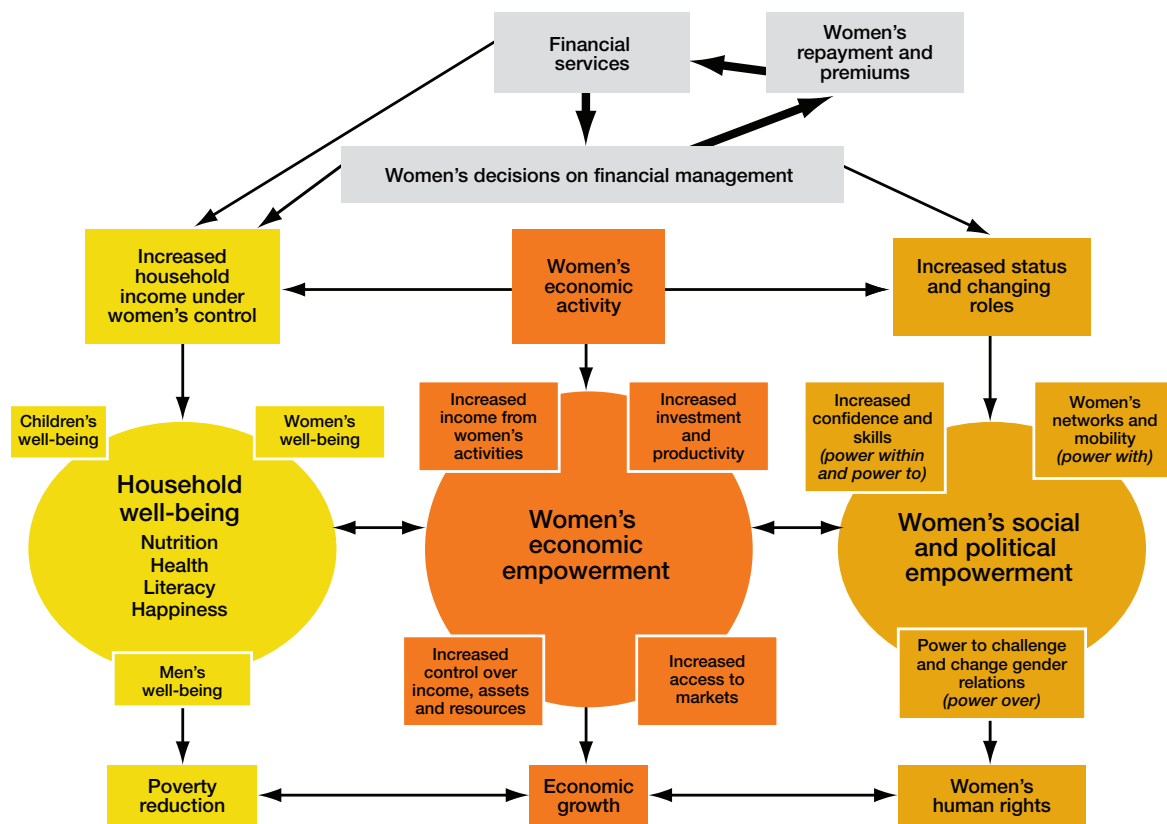 Financial
services
Women’s
repayment and
premiums
Women’s decisions on financial management
Increased
household
income under
women’s control
Women’s
economic
activity
Increased status
and changing
roles
Children’s
well-being
Women’s
well-being
Household
well-being
Nutrition
Health
Literacy
Happiness
Men’s
well-being
Increased
income from
women’s
activities
Increased
investment
and
productivity
Women’s
economic
empowerment
Increased
control over
income, assets
and resources
Increased
access to
markets
Increased
confidence and
skills
(power within
and power to)
Women’s
networks and
mobility
(power with)
Women’s social
and political
empowerment
Power to challenge
and change gender
relations
(power over)
Poverty
reduction
Economic
growth
Women’s
human rights